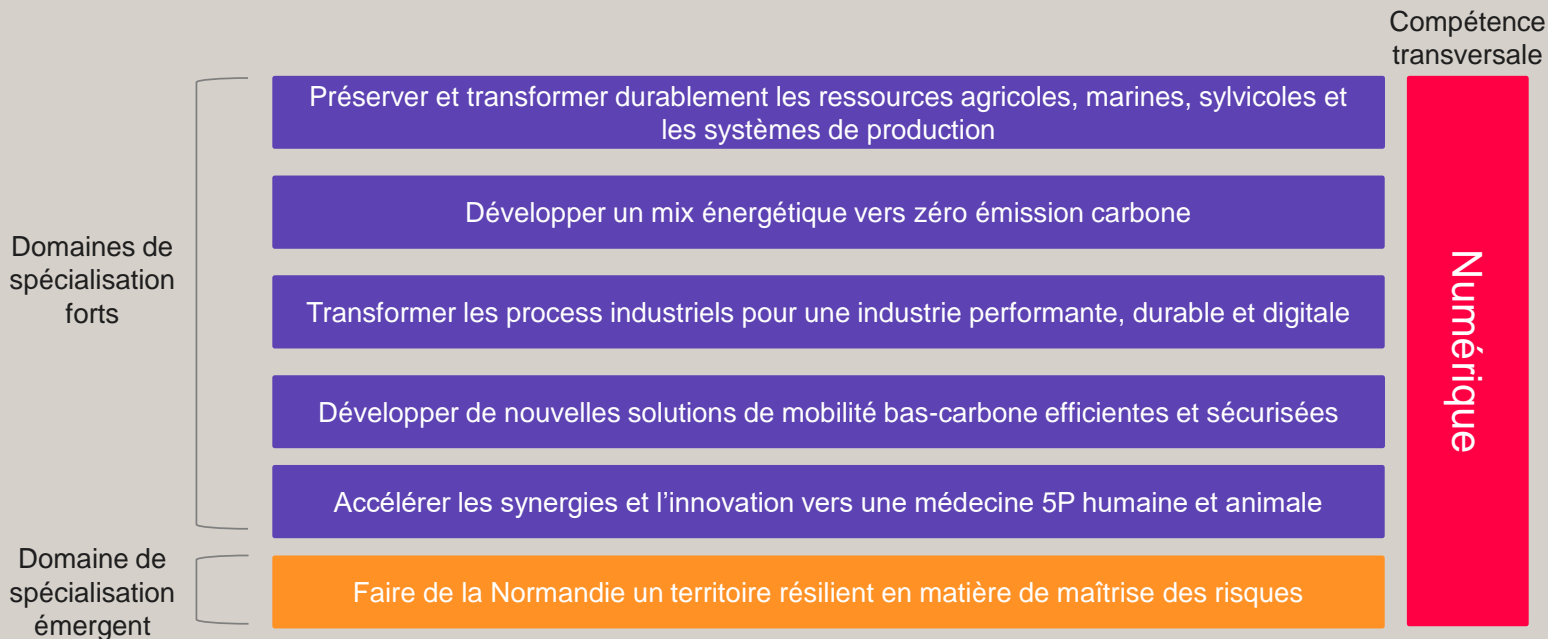 Compétence
transversale
Préserver et transformer durablement les ressources agricoles, marines, sylvicoles et
les systèmes de production
Développer un mix énergétique vers zéro émission carbone
Domaines de
spécialisation
forts
Transformer les process industriels pour une industrie performante, durable et digitale
Numérique
Développer de nouvelles solutions de mobilité bas-carbone efficientes et sécurisées
Accélérer les synergies et l’innovation vers une médecine 5P humaine et animale
Domaine de
spécialisation
émergent
Faire de la Normandie un territoire résilient en matière de maîtrise des risques